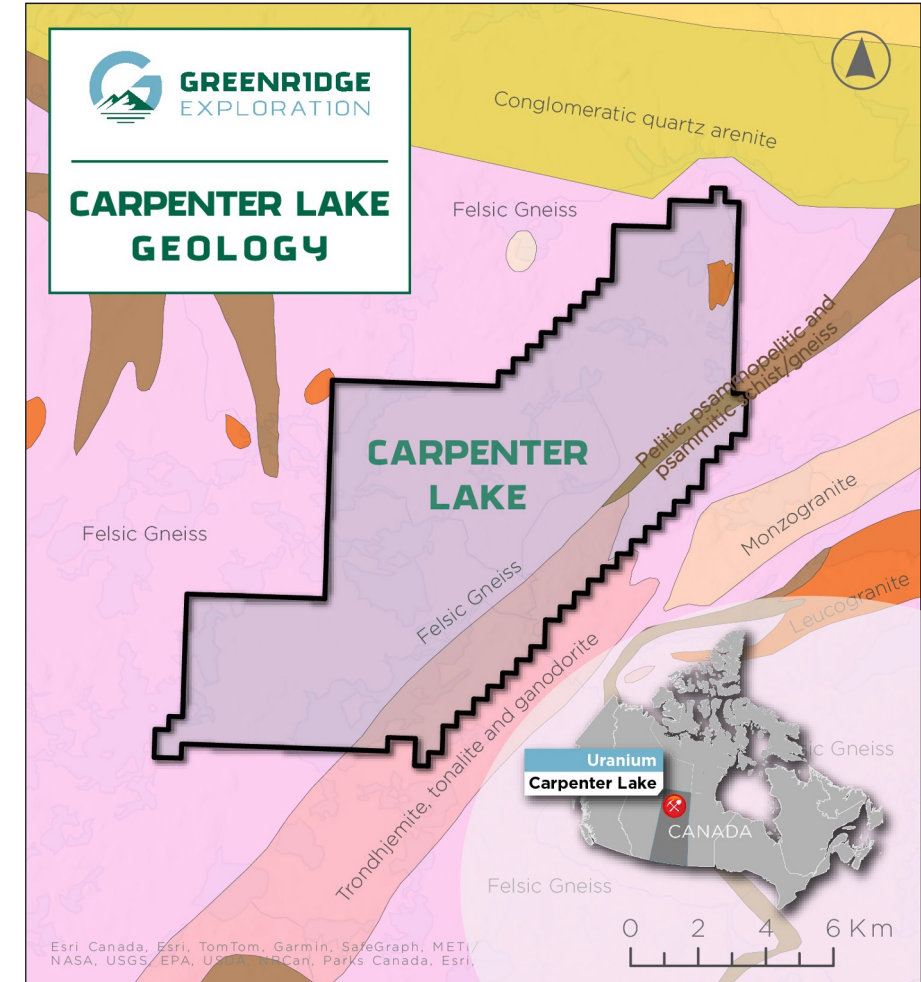 GREENRIDGE
EXPLORATION
CARPENTER LAKE
GEOLOGY
Conglomeratic quartz arenite
Felsic Gneiss
Pelitic, psammopelitic and
psammitic schist/gneiss
CARPENTER
LAKE
Monzogranite
Felsic Gneiss
Felsic Gneiss
Leucogranite
Trondhjemite, tonalite and ganodorite
ic Gneiss
Uranium
Carpenter Lake
CANADA
Felsic Gneiss
0 2 4 6 Km
Esri Canada, Esri, TomTom, Garmin, SafeGraph, METI/
NASA, USGS, EPA, USDA, NRCan, Parks Canada, Esri,